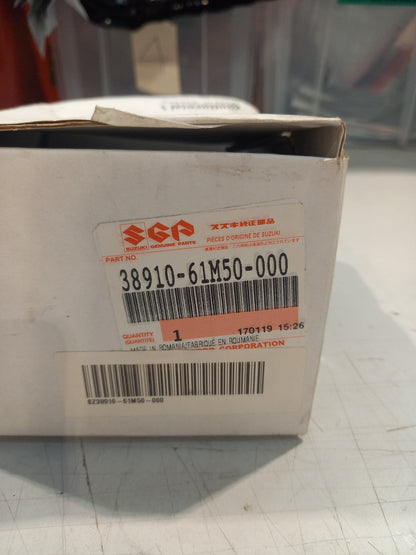 SGP
SUZUKI GENUINE PARTS
スズキ純正部品
PIÈCES D'ORIGINE DE SUZUKI
PART NO.
38910-61M50-000
QUANTITY
(QUANTITÉ)
1
170119 15:26
MADE IN ROMANIA/FABRIQUÉ EN ROUMANIE
CORPORATION
6238910-61M50-000